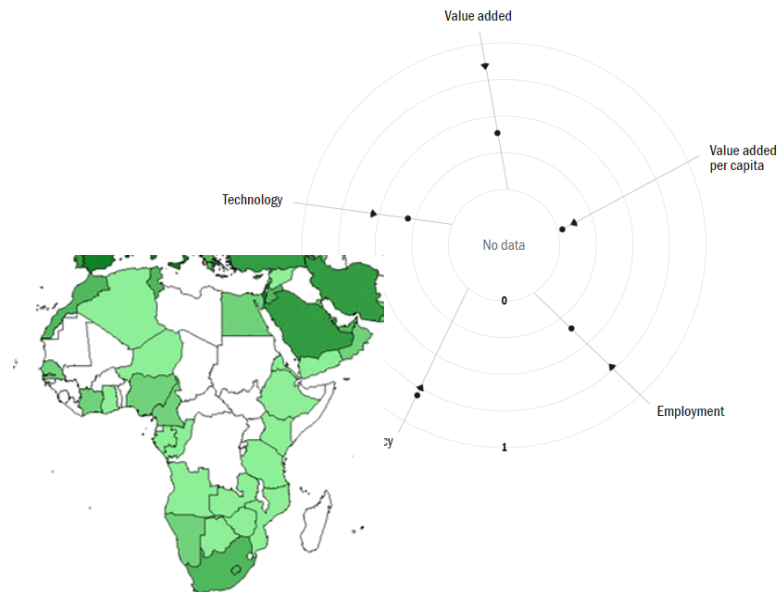 Value added
Value added
per capita
Technology
No data
0
Employment
cy
1